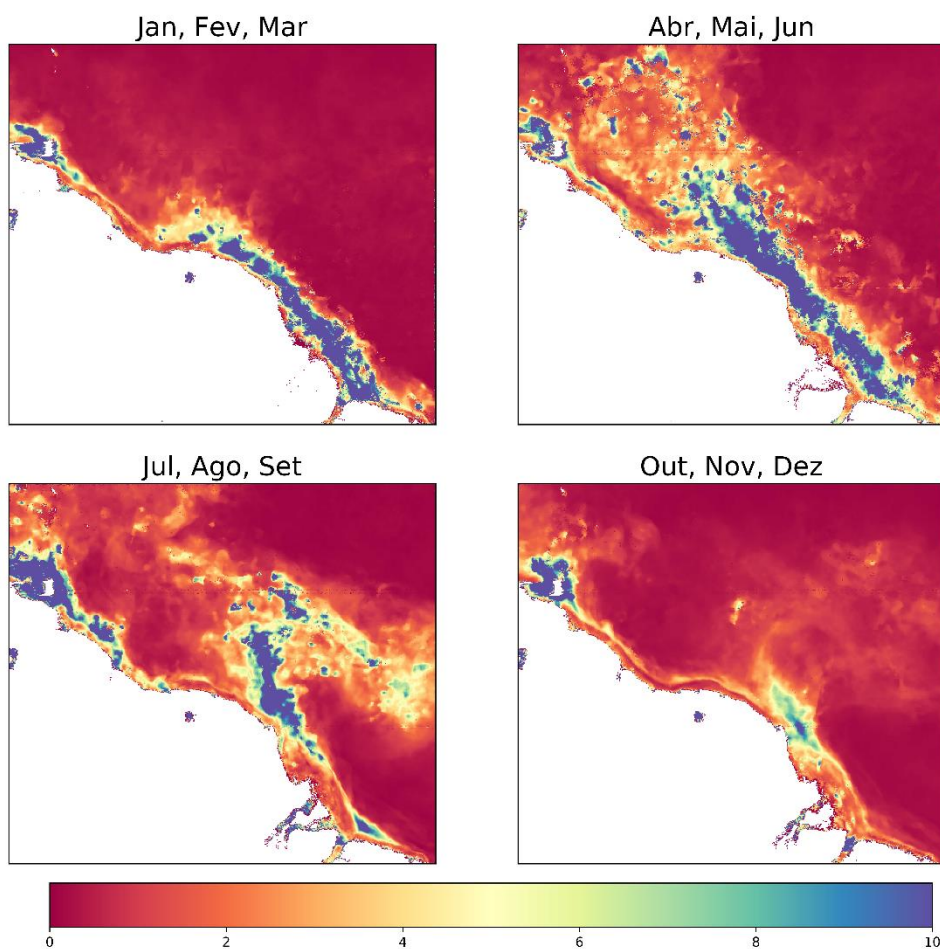 Jan, Fev, Mar
Abr, Mai, Jun
Jul, Ago, Set
Out, Nov, Dez
0 2 4 6 8 10